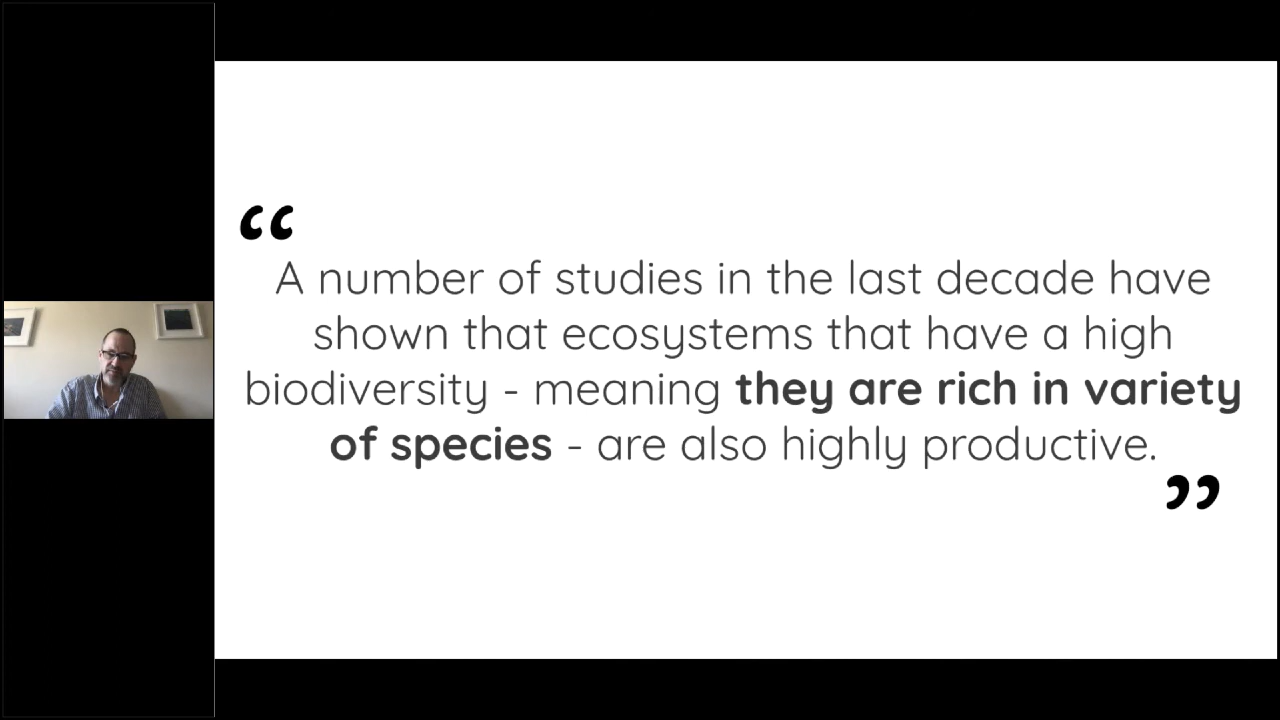 “
A number of studies in the last decade have
shown that ecosystems that have a high
biodiversity - meaning they are rich in variety
of species - are also highly productive.
”